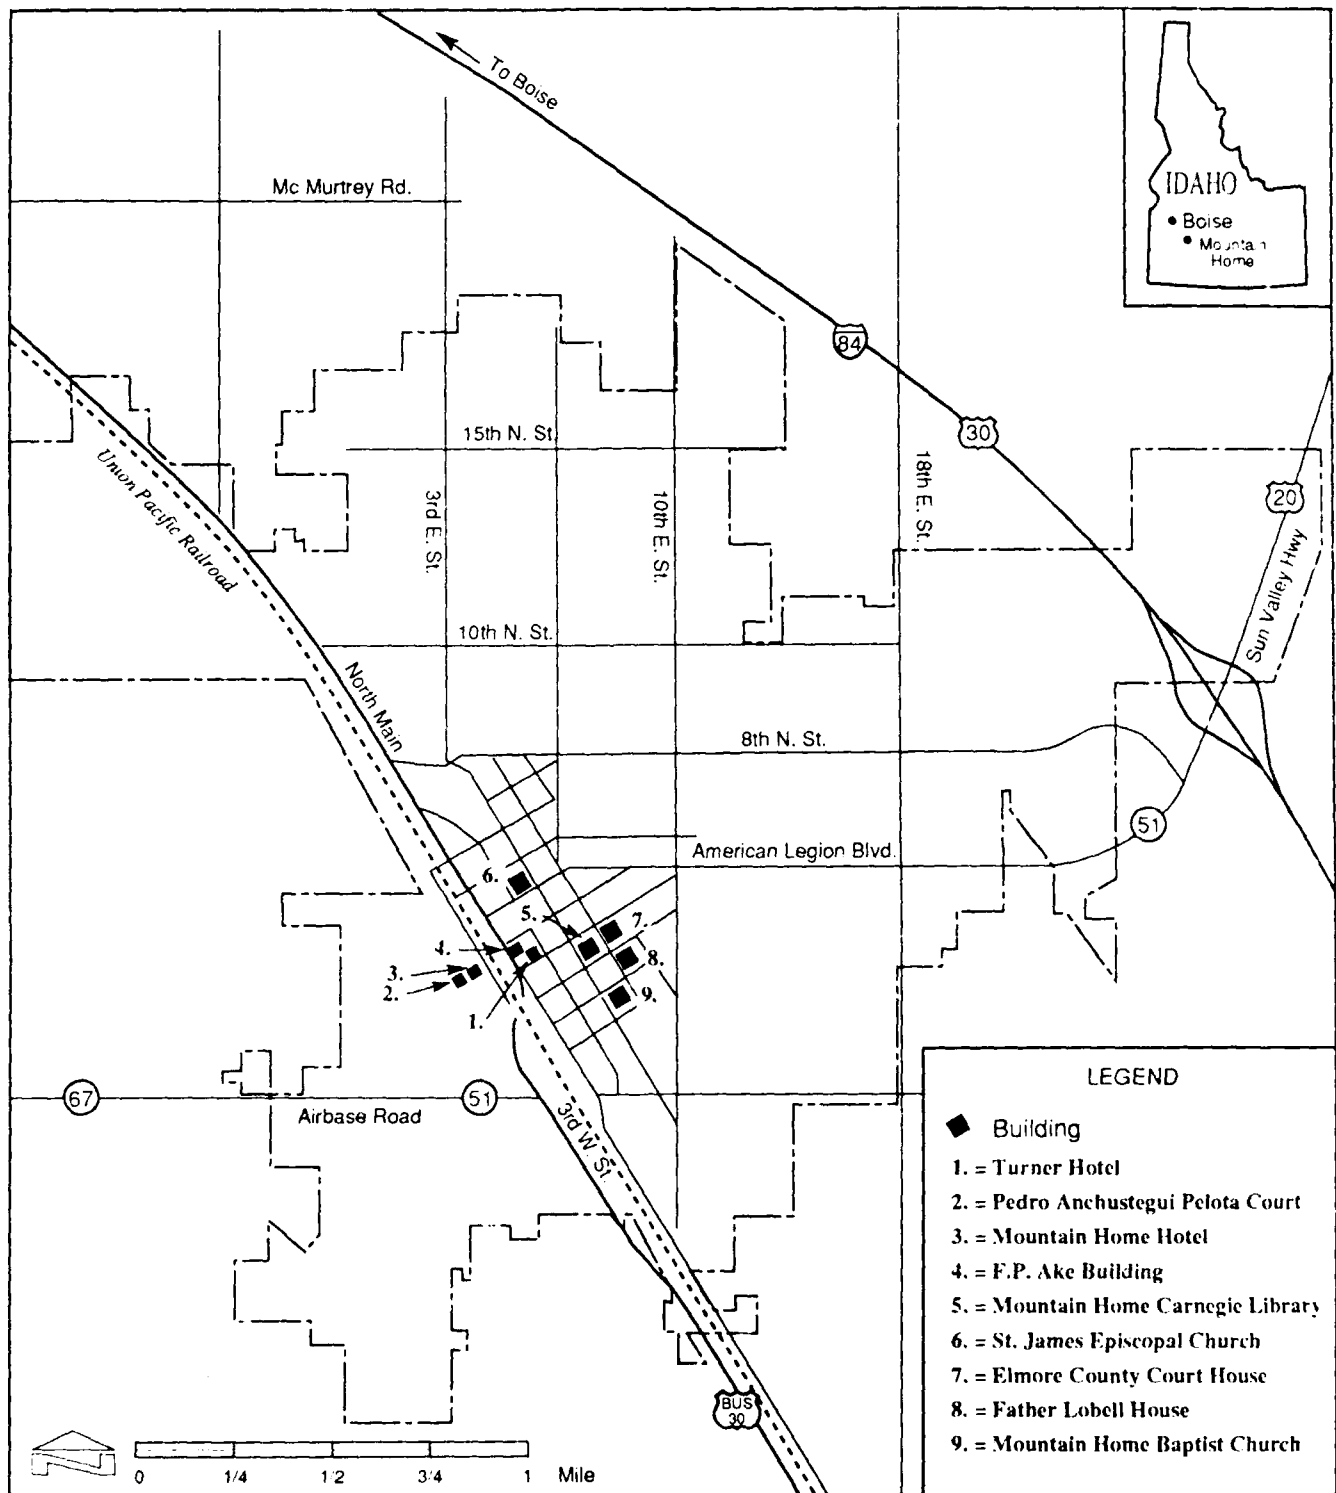 To Boise
Mc Murtrey Rd.
IDAHO
Boise
Mountain
Home
84
30
15th N. St.
Union Pacific Railroad
3rd E. St.
10th E. St.
18th E. St.
20
Sun Valley Hwy
10th N. St.
North Main
8th N. St.
51
American Legion Blvd.
6.
5.
7.
4.
8.
3.
2.
9.
1.
67
Airbase Road
51
3rd W. St.
BUS
30
LEGEND
Building
1. = Turner Hotel
2. = Pedro Anchustegui Pelota Court
3. = Mountain Home Hotel
4. = F.P. Ake Building
5. = Mountain Home Carnegie Library
6. = St. James Episcopal Church
7. = Elmore County Court House
8. = Father Lobell House
9. = Mountain Home Baptist Church
0 1/4 1/2 3/4 1 Mile